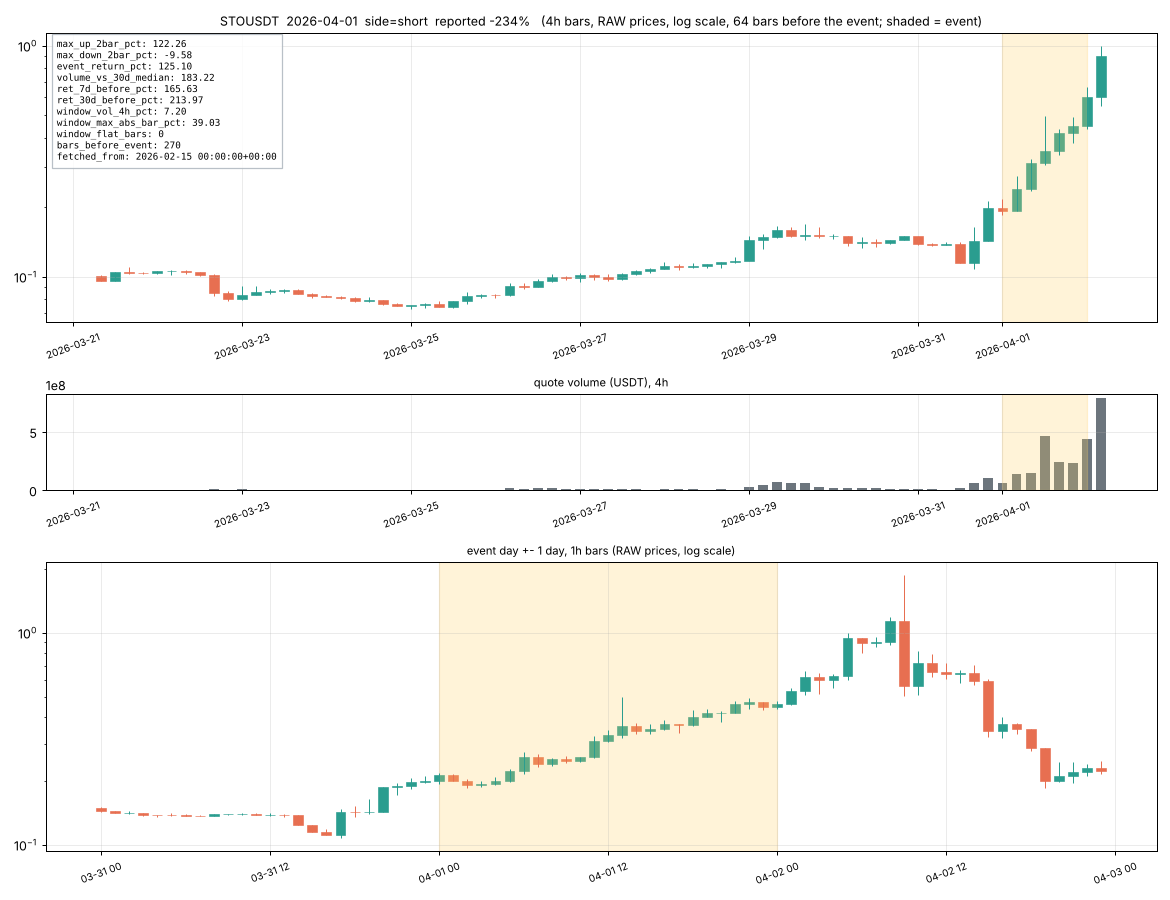 STOUSDT  2026-04-01  side=short  reported -234%   (4h bars, RAW prices, log scale, 64 bars before the event; shaded = event)
max_up_2bar_pct: 122.26
max_down_2bar_pct: -9.58
event_return_pct: 125.10
volume_vs_30d_median: 183.22
ret_7d_before_pct: 165.63
ret_30d_before_pct: 213.97
window_vol_4h_pct: 7.20
window_max_abs_bar_pct: 39.03
window_flat_bars: 0
bars_before_event: 270
fetched_from: 2026-02-15 00:00:00+00:00
10⁰
10⁻¹
2026-03-21 2026-03-23 2026-03-25 2026-03-27 2026-03-29 2026-03-31 2026-04-01
1e8
quote volume (USDT), 4h
5
0
2026-03-21 2026-03-23 2026-03-25 2026-03-27 2026-03-29 2026-03-31 2026-04-01
event day +- 1 day, 1h bars (RAW prices, log scale)
10⁰
10⁻¹
03-31 00 03-31 12 04-01 00 04-01 12 04-02 00 04-02 12 04-03 00